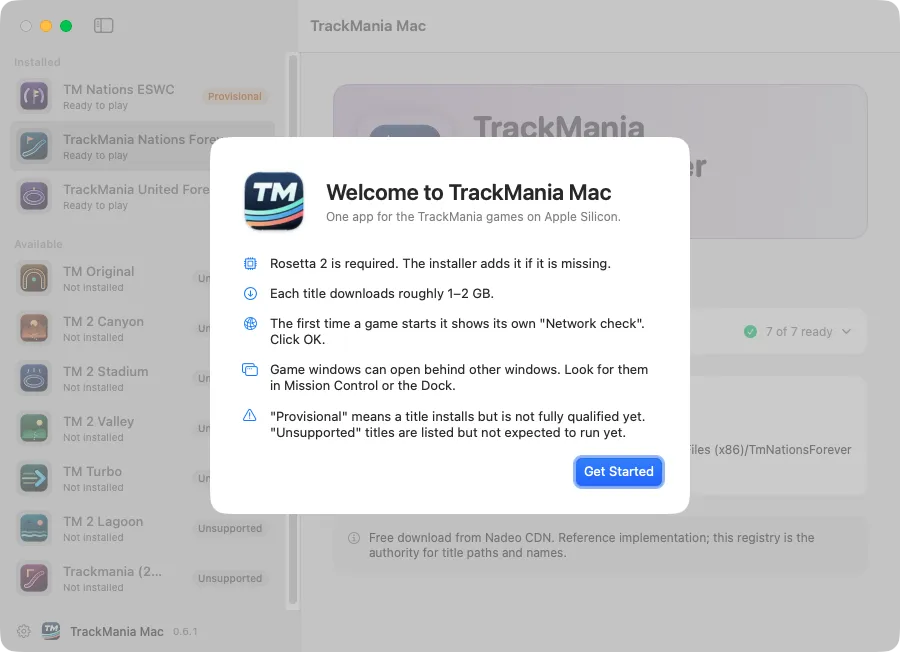 TrackMania Mac
Installed
TM Nations ESWC
Ready to play
Provisional
TrackMania Nations Fore
Ready to play
TrackMania United Fore
Ready to play
Available
TM Original
Not installed
Un
TM 2 Canyon
Not installed
Un
TM 2 Stadium
Not installed
Un
TM 2 Valley
Not installed
Un
TM Turbo
Not installed
Un
TM 2 Lagoon
Not installed
Unsupported
Trackmania (2...
Not installed
Unsupported
TM
TrackMania Mac 0.6.1
TrackMania
er
7 of 7 ready
Files (x86)/TmNationsForever
Free download from Nadeo CDN. Reference implementation; this registry is the
authority for title paths and names.
TM
Welcome to TrackMania Mac
One app for the TrackMania games on Apple Silicon.
Rosetta 2 is required. The installer adds it if it is missing.
Each title downloads roughly 1–2 GB.
The first time a game starts it shows its own "Network check".
Click OK.
Game windows can open behind other windows. Look for them
in Mission Control or the Dock.
"Provisional" means a title installs but is not fully qualified yet.
"Unsupported" titles are listed but not expected to run yet.
Get Started